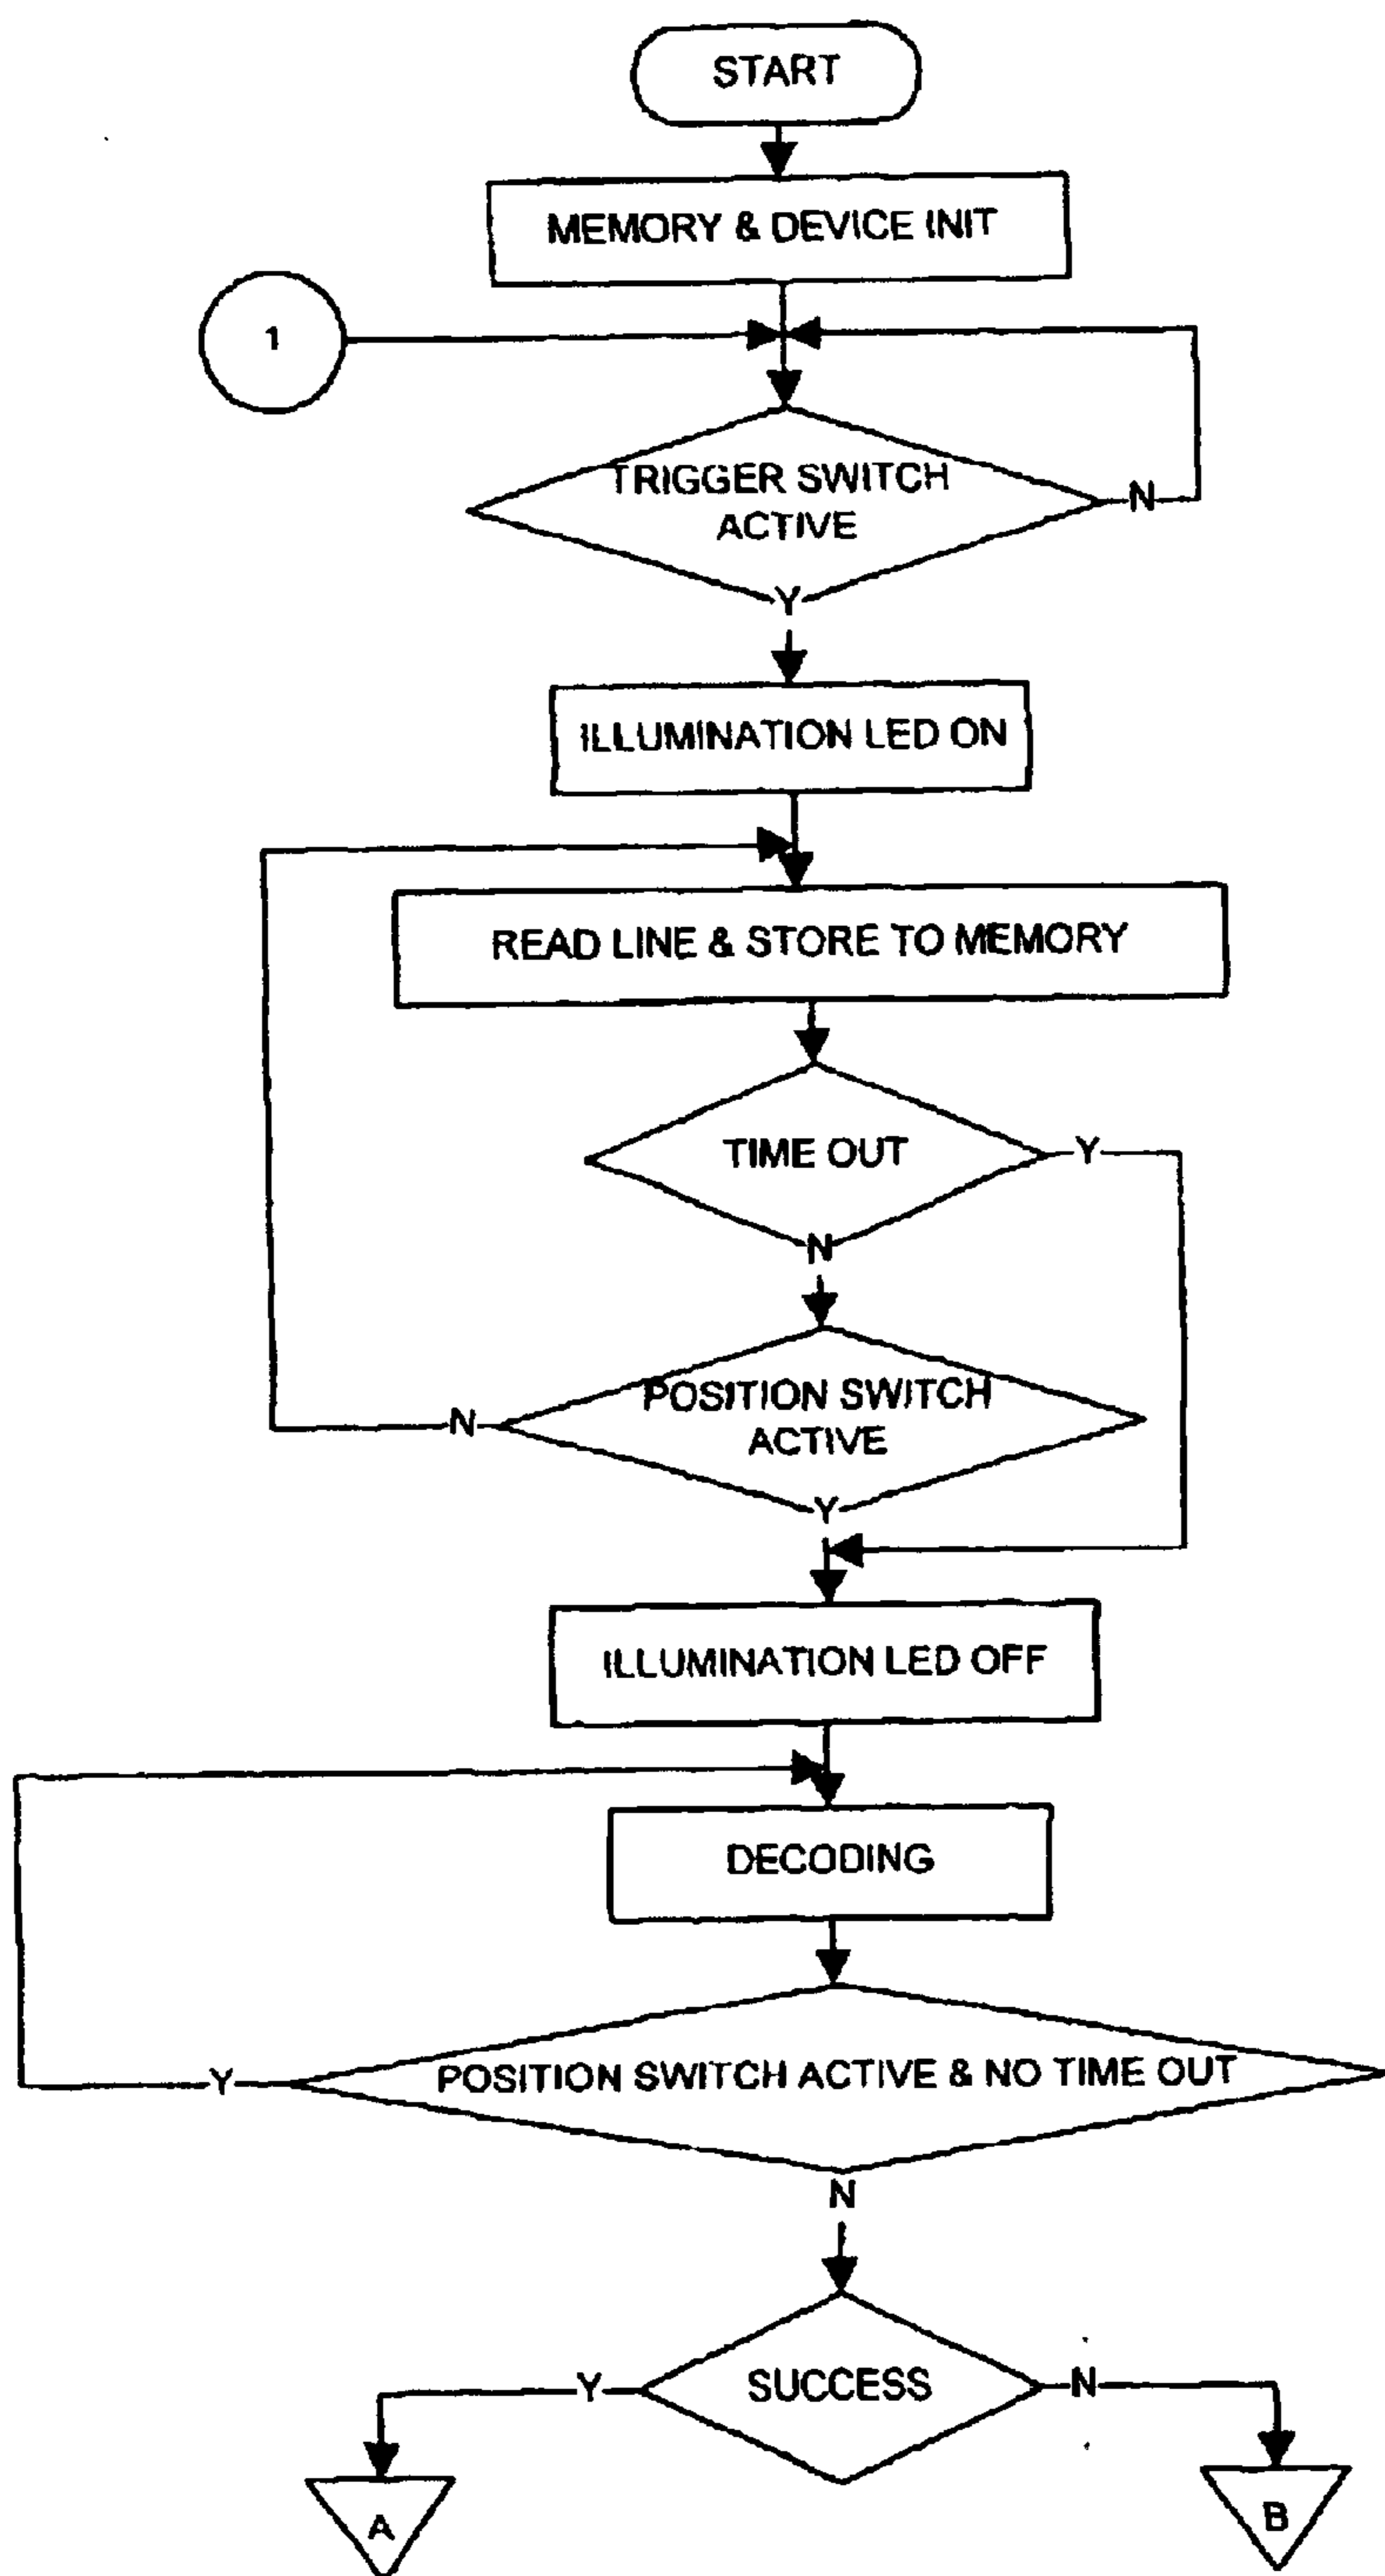 START
MEMORY & DEVICE INIT
1
TRIGGER SWITCH
ACTIVE
N
Y
ILLUMINATION LED ON
READ LINE & STORE TO MEMORY
TIME OUT
Y
N
POSITION SWITCH
ACTIVE
N
Y
ILLUMINATION LED OFF
DECODING
POSITION SWITCH ACTIVE & NO TIME OUT
Y
N
SUCCESS
Y
N
A
B